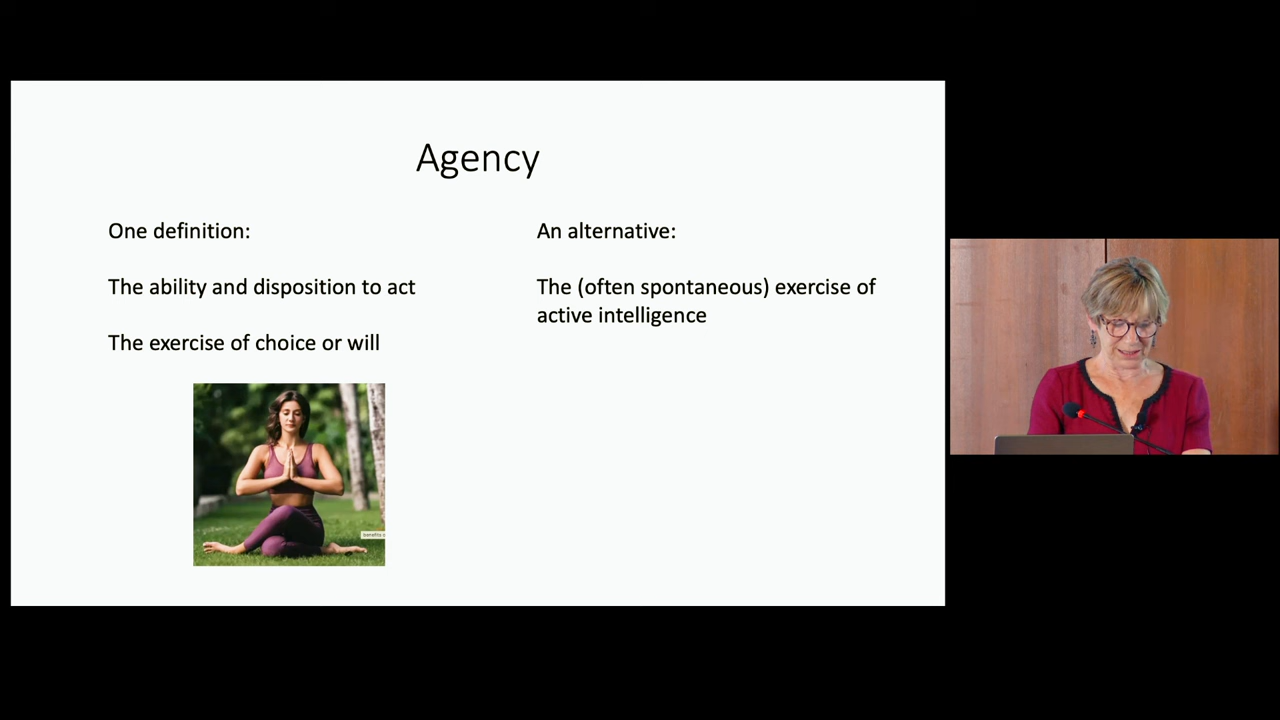 Agency
One definition:
The ability and disposition to act
The exercise of choice or will
An alternative:
The (often spontaneous) exercise of
active intelligence
benefits o